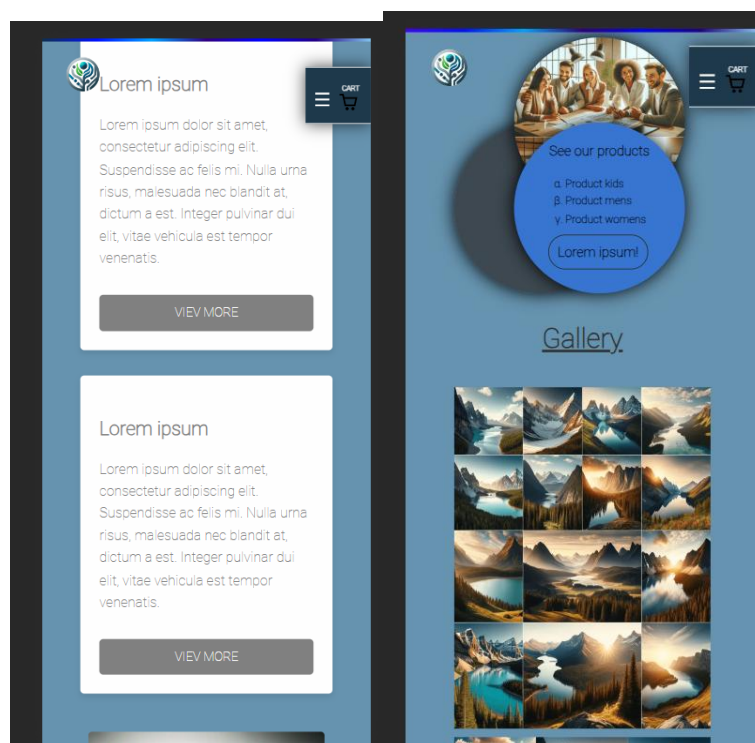 Lorem ipsum
☰ CART
Lorem ipsum dolor sit amet,
consectetur adipiscing elit.
Suspendisse ac felis mi. Nulla urna
risus, malesuada nec blandit at,
dictum a est. Integer pulvinar dui
elit, vitae vehicula est tempor
venenatis.
VIEV MORE
Lorem ipsum
Lorem ipsum dolor sit amet,
consectetur adipiscing elit.
Suspendisse ac felis mi. Nulla urna
risus, malesuada nec blandit at,
dictum a est. Integer pulvinar dui
elit, vitae vehicula est tempor
venenatis.
VIEV MORE
☰ CART
See our products
α. Product kids
β. Product mens
γ. Product womens
Lorem ipsum!
Gallery